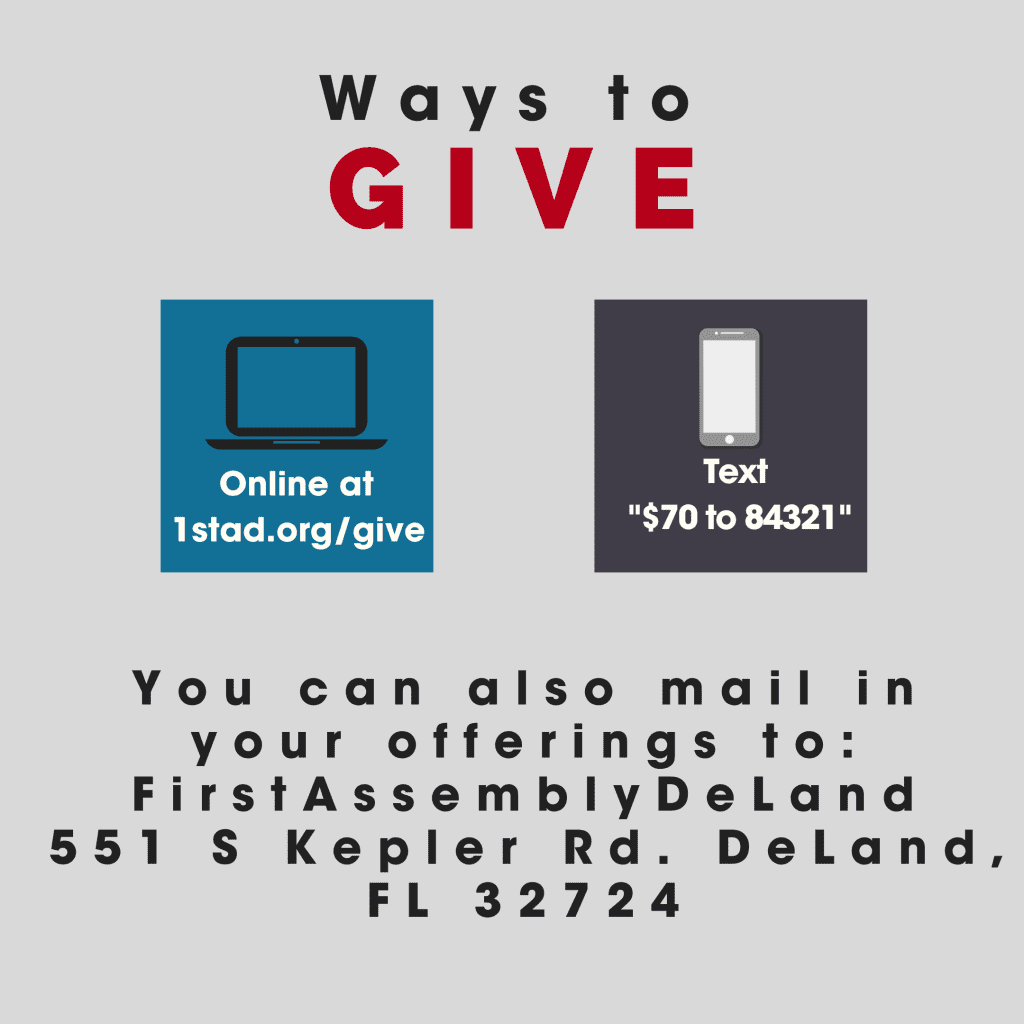 Ways to
GIVE
Online at
1stad.org/give
Text
"$70 to 84321"
You can also mail in
your offerings to:
FirstAssemblyDeLand
551 S Kepler Rd. DeLand,
FL 32724